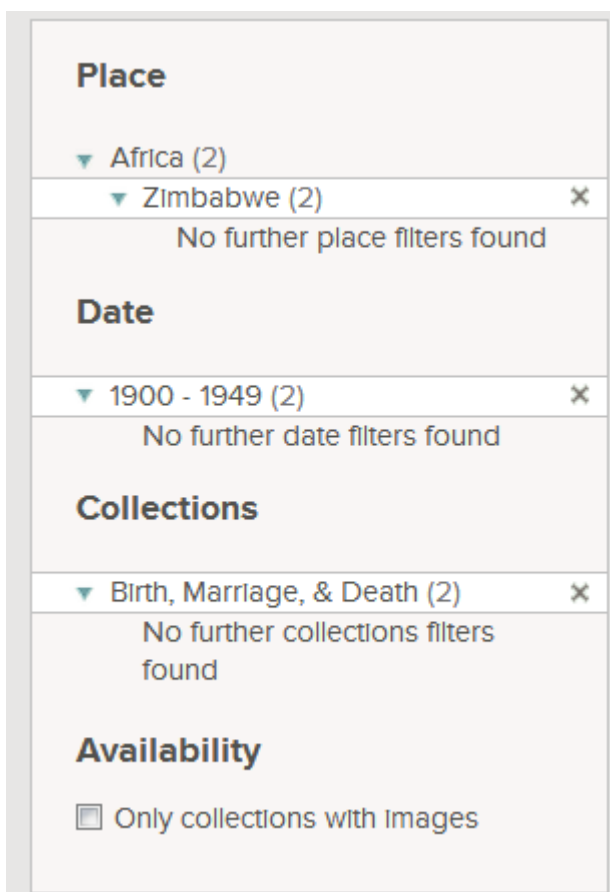 Place
Africa (2)
Zimbabwe (2)
No further place filters found
Date
1900 - 1949 (2)
No further date filters found
Collections
Birth, Marriage, & Death (2)
No further collections filters
found
Availability
Only collections with images